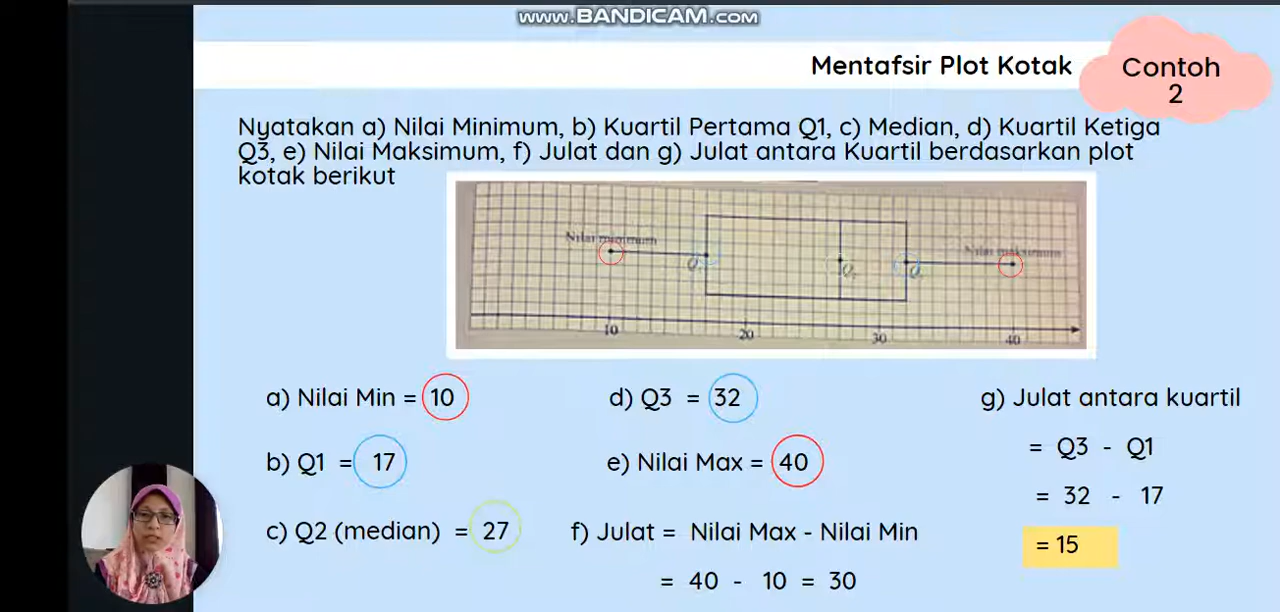 www.BANDICAM.com
Mentafsir Plot Kotak
Contoh
2
Nyatakan a) Nilai Minimum, b) Kuartil Pertama Q1, c) Median, d) Kuartil Ketiga
Q3, e) Nilai Maksimum, f) Julat dan g) Julat antara Kuartil berdasarkan plot
kotak berikut
Nilai minimum
Nilai maksimum
10
20
30
40
a) Nilai Min = 10
b) Q1 = 17
c) Q2 (median) = 27
d) Q3 = 32
e) Nilai Max = 40
f) Julat = Nilai Max - Nilai Min
= 40 - 10 = 30
g) Julat antara kuartil
= Q3 - Q1
= 32 - 17
= 15